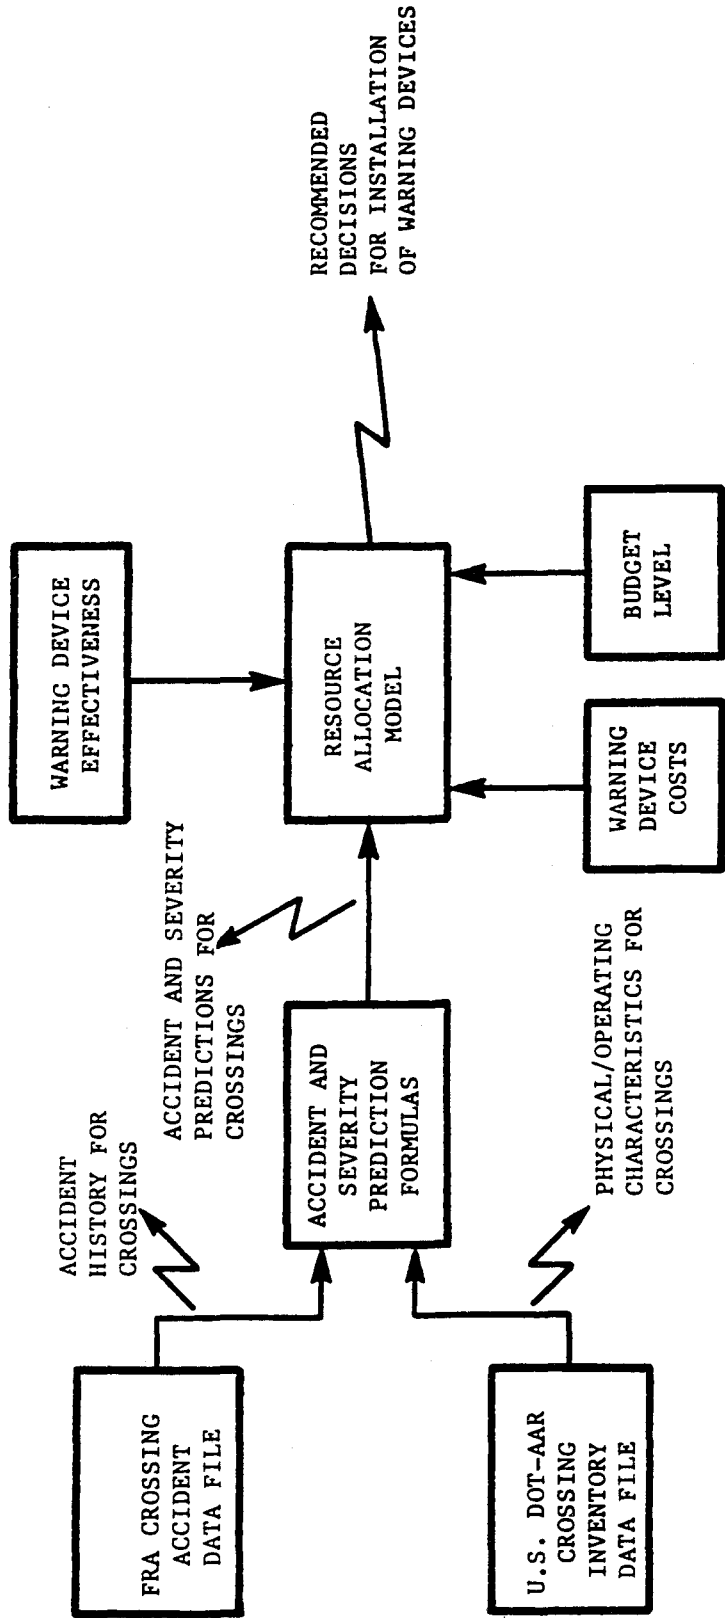 FRA CROSSING
ACCIDENT
DATA FILE
U.S. DOT-AAR
CROSSING
INVENTORY
DATA FILE
ACCIDENT
HISTORY FOR
CROSSINGS
PHYSICAL/OPERATING
CHARACTERISTICS FOR
CROSSINGS
ACCIDENT AND
SEVERITY
PREDICTION
FORMULAS
ACCIDENT AND SEVERITY
PREDICTIONS FOR
CROSSINGS
WARNING DEVICE
EFFECTIVENESS
RESOURCE
ALLOCATION
MODEL
WARNING
DEVICE
COSTS
BUDGET
LEVEL
RECOMMENDED
DECISIONS
FOR INSTALLATION
OF WARNING DEVICES